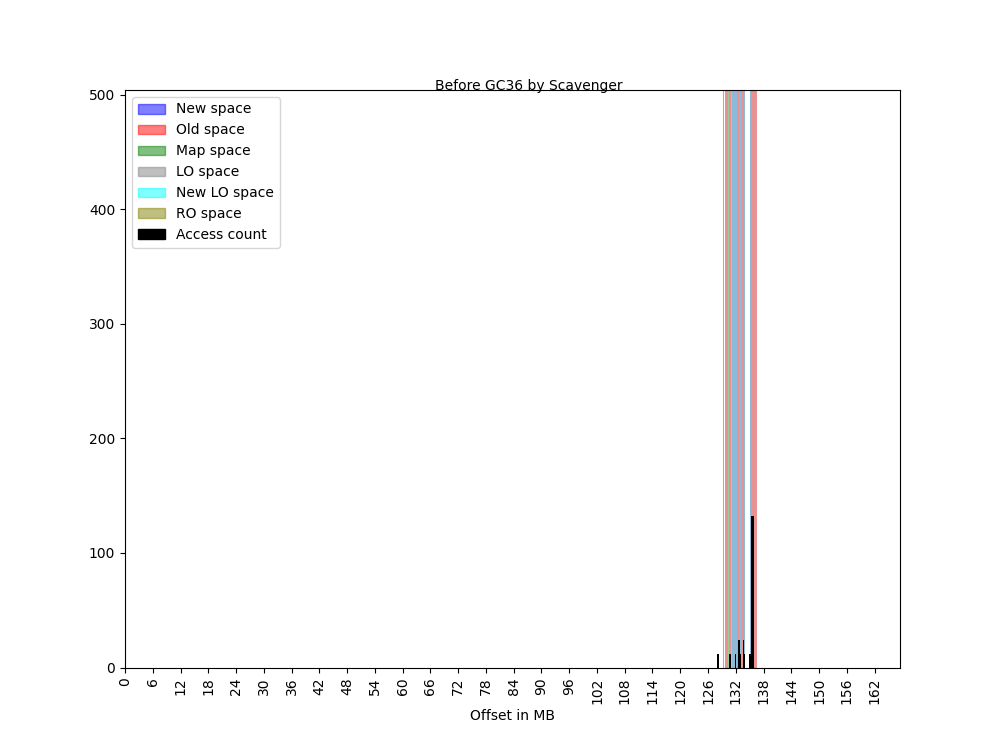 Before GC36 by Scavenger
New space
Old space
Map space
LO space
New LO space
RO space
Access count
500
400
300
200
100
0
0 6 12 18 24 30 36 42 48 54 60 66 72 78 84 90 96 102 108 114 120 126 132 138 144 150 156 162
Offset in MB